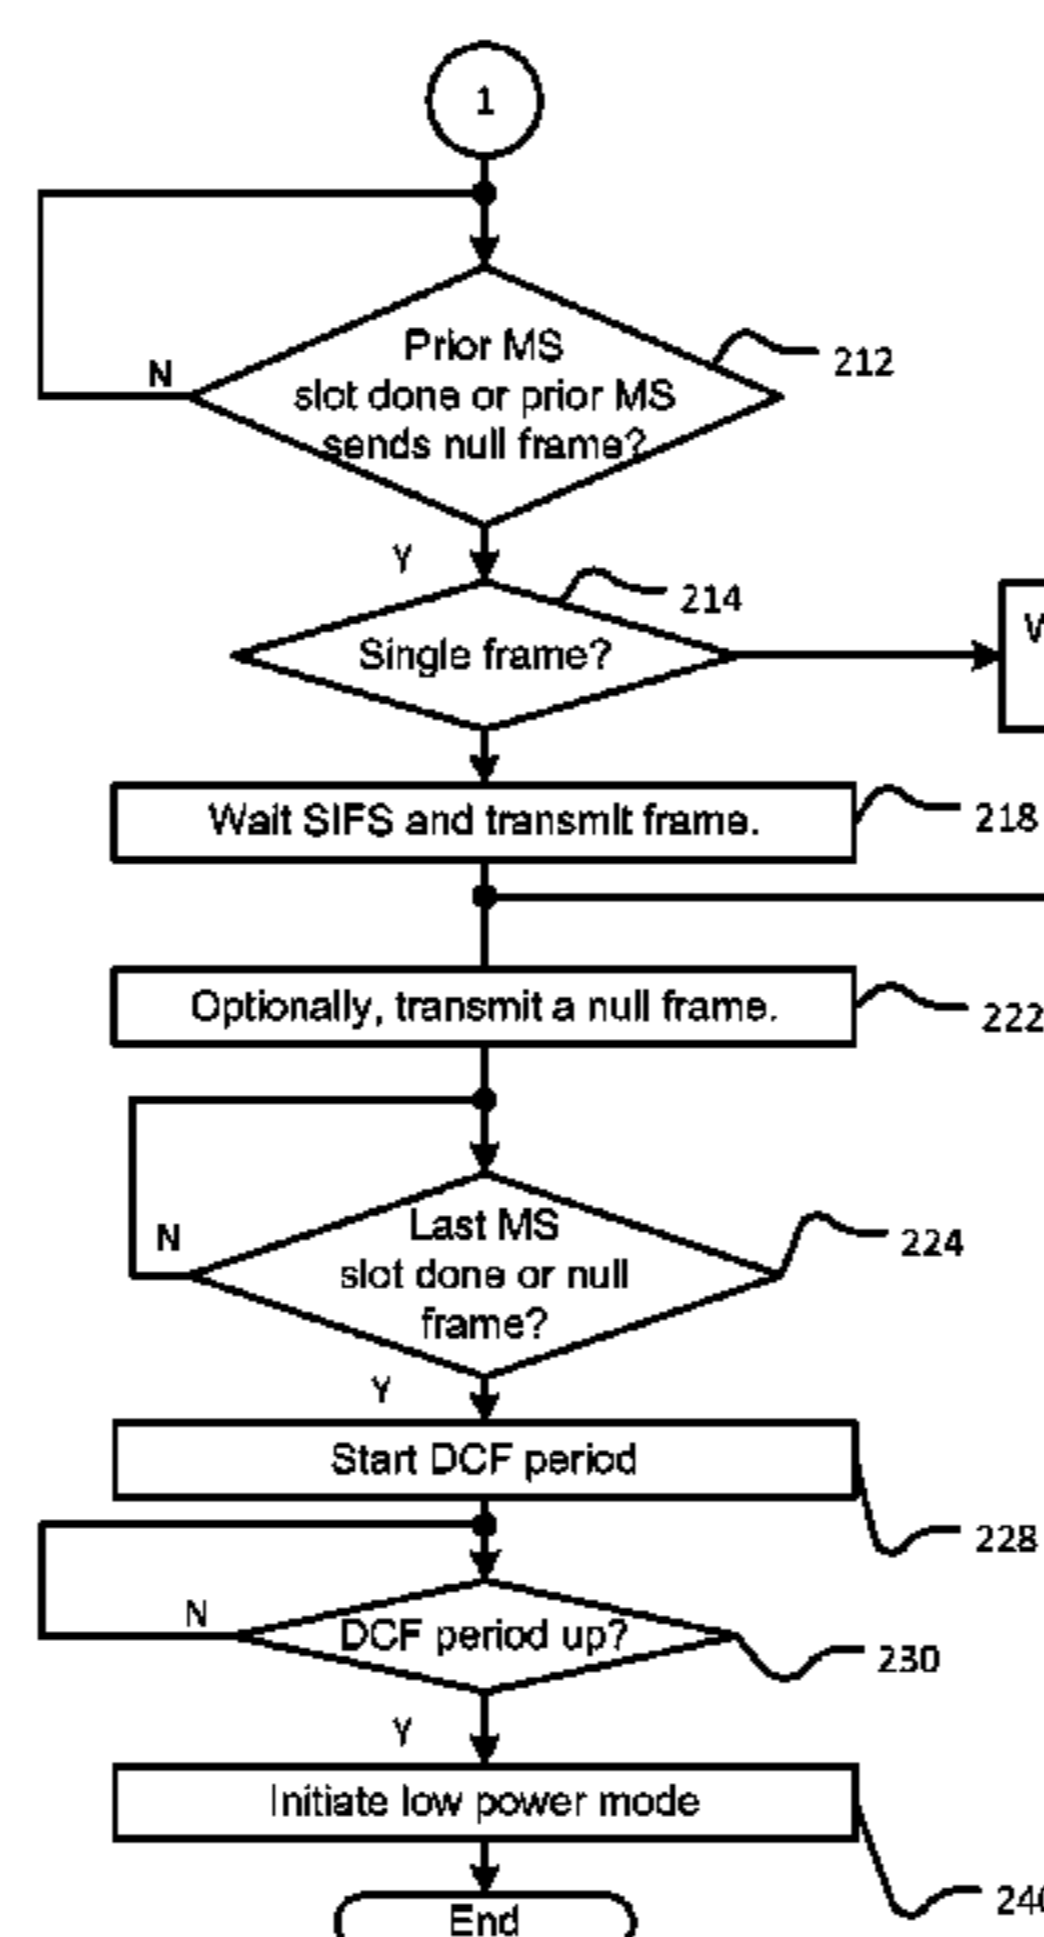 1
Prior MS
slot done or prior MS
sends null frame?
N
212
Y
Single frame?
214
Wait SIFS and transmit frame.
218
Optionally, transmit a null frame.
222
Last MS
slot done or null
frame?
N
224
Y
Start DCF period
228
DCF period up?
N
230
Y
Initiate low power mode
240
End